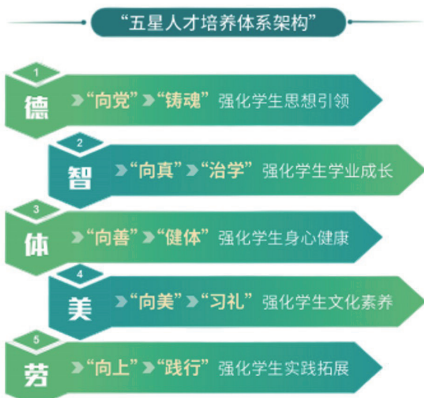 “五星人才培养体系架构”
1
德 “向党” “铸魂” 强化学生思想引领
2
智 “向真” “治学” 强化学生学业成长
3
体 “向善” “健体” 强化学生身心健康
4
美 “向美” “习礼” 强化学生文化素养
5
劳 “向上” “践行” 强化学生实践拓展